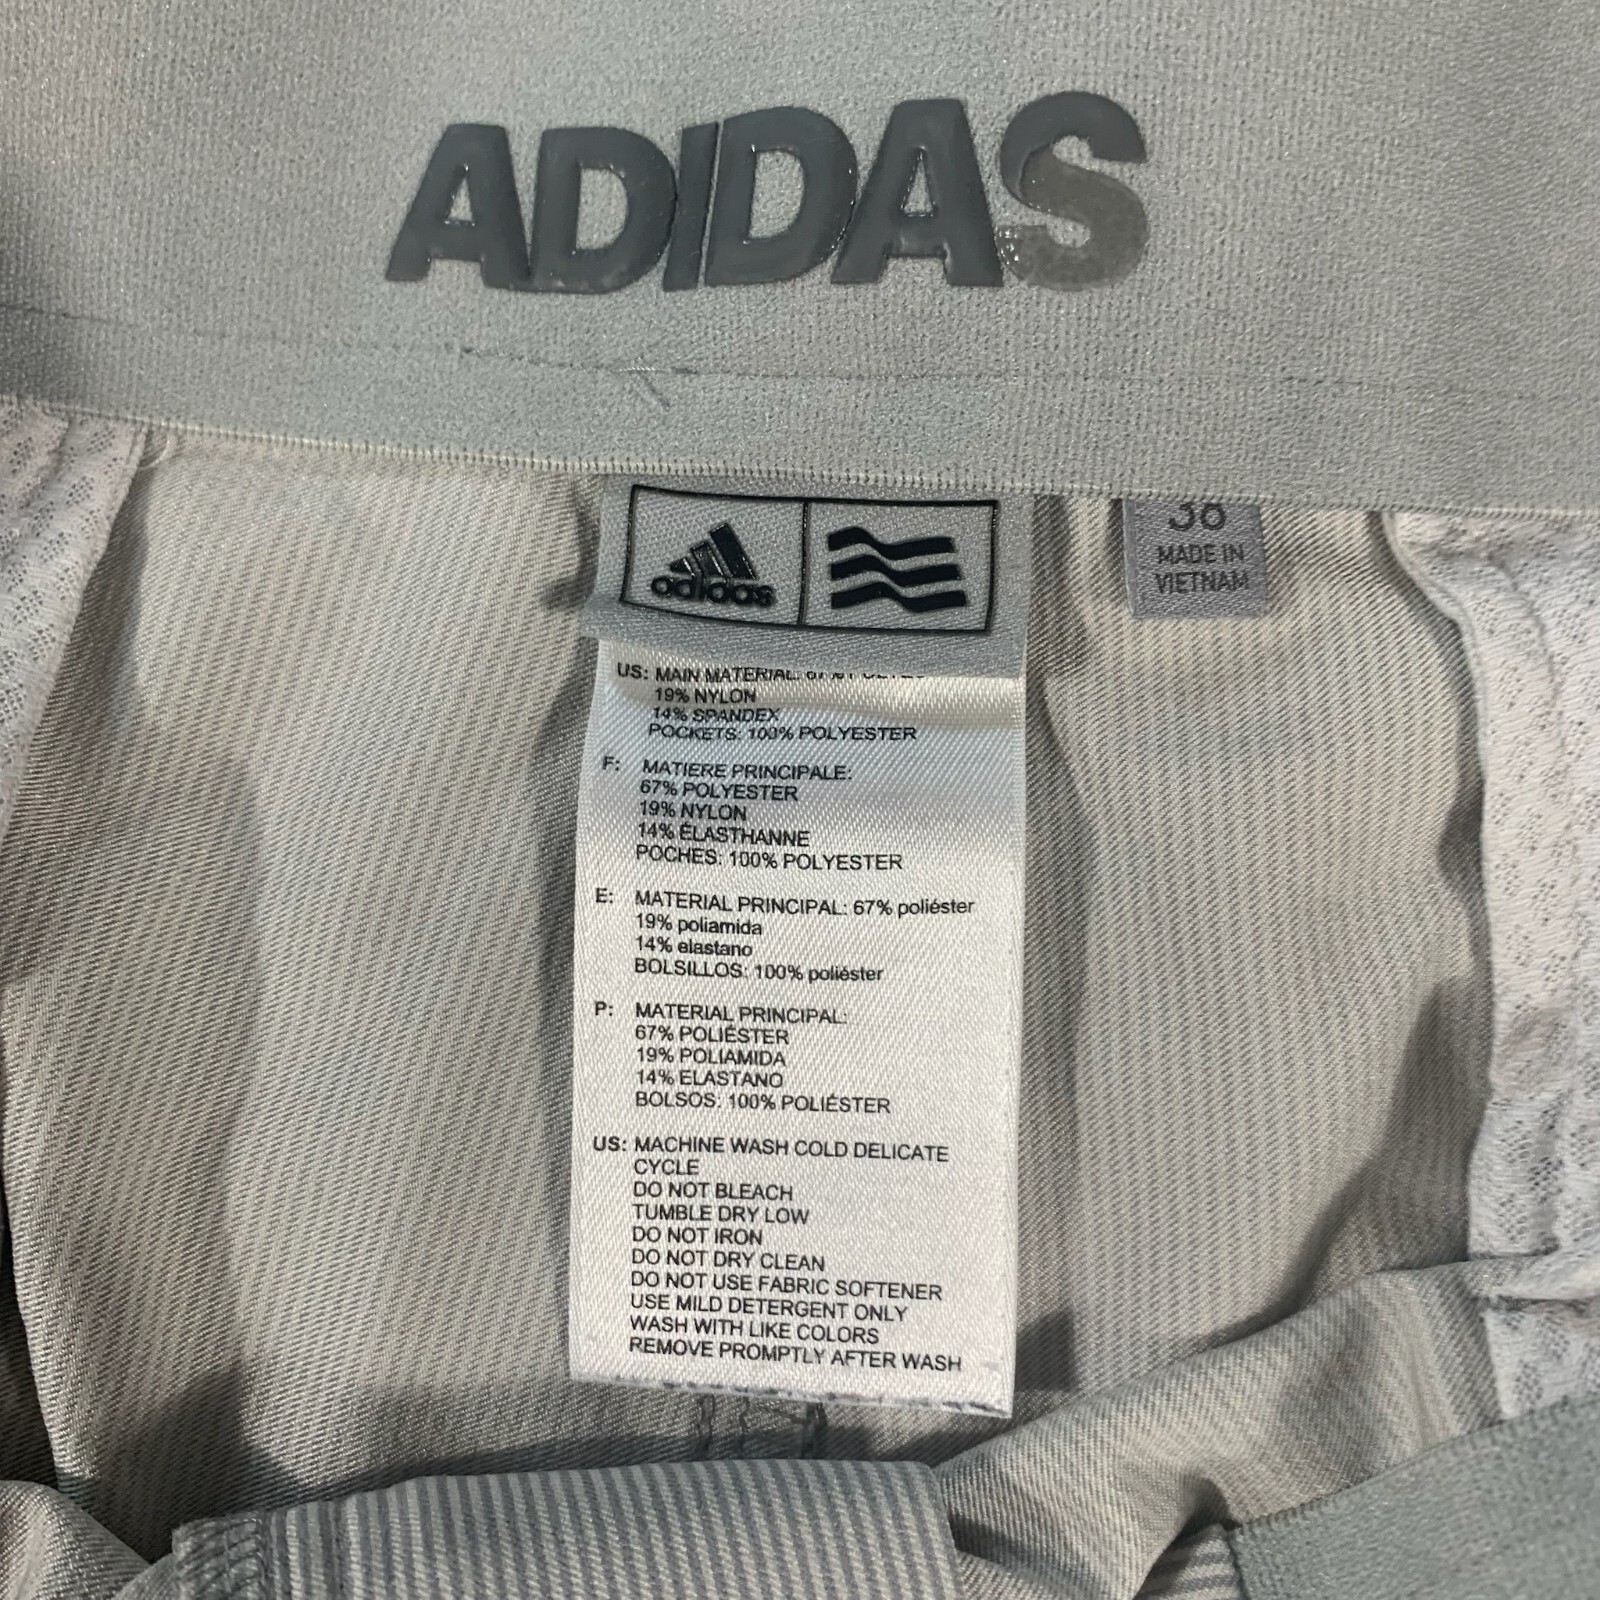 ADIDAS
adidas
38
MADE IN
VIETNAM
US: MAIN MATERIAL: 67% POLYES
19% NYLON
14% SPANDEX
POCKETS: 100% POLYESTER
F: MATIERE PRINCIPALE:
67% POLYESTER
19% NYLON
14% ÉLASTHANNE
POCHES: 100% POLYESTER
E: MATERIAL PRINCIPAL: 67% poliéster
19% poliamida
14% elastano
BOLSILLOS: 100% poliéster
P: MATERIAL PRINCIPAL:
67% POLIÉSTER
19% POLIAMIDA
14% ELASTANO
BOLSOS: 100% POLIÉSTER
US: MACHINE WASH COLD DELICATE
CYCLE
DO NOT BLEACH
TUMBLE DRY LOW
DO NOT IRON
DO NOT DRY CLEAN
DO NOT USE FABRIC SOFTENER
USE MILD DETERGENT ONLY
WASH WITH LIKE COLORS
REMOVE PROMPTLY AFTER WASH